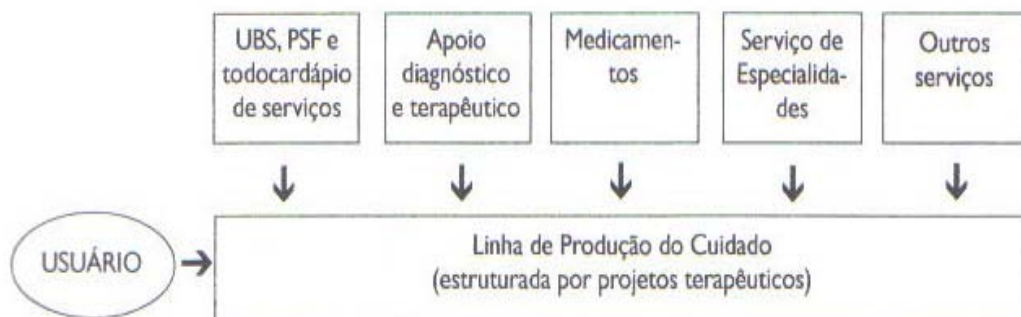 UBS, PSF e
todocardápio
de serviços
Apoio
diagnóstico
e terapêutico
Medicamen-
tos
Serviço de
Especialida-
des
Outros
serviços
USUÁRIO
Linha de Produção do Cuidado
(estruturada por projetos terapêuticos)